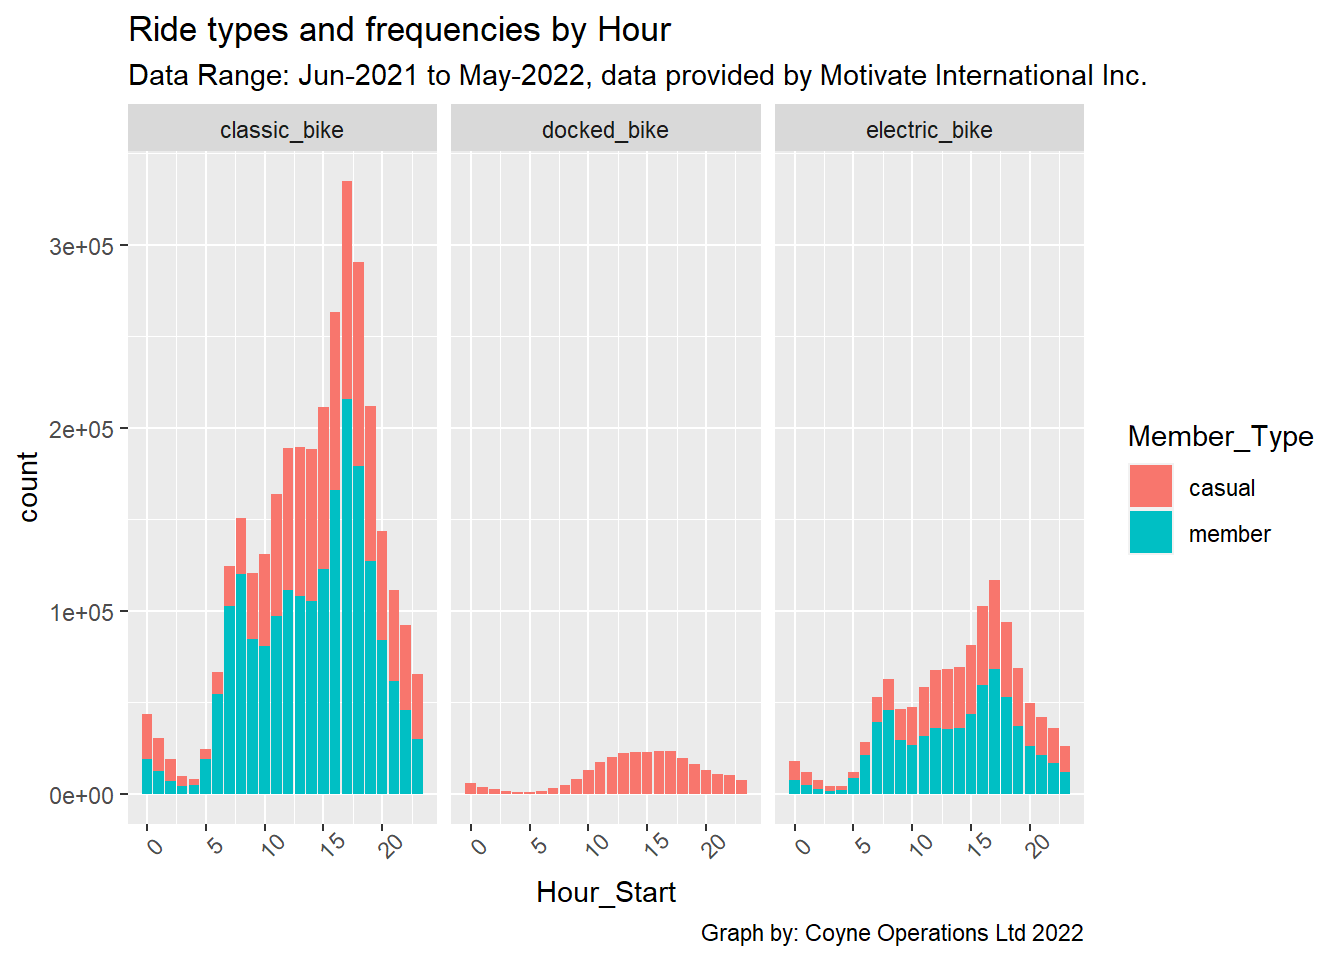 Ride types and frequencies by Hour
Data Range: Jun-2021 to May-2022, data provided by Motivate International Inc.
classic_bike docked_bike electric_bike
3e+05
2e+05
1e+05
0e+00
count
0 5 10 15 20 0 5 10 15 20 0 5 10 15 20
Hour_Start
Member_Type
casual
member
Graph by: Coyne Operations Ltd 2022